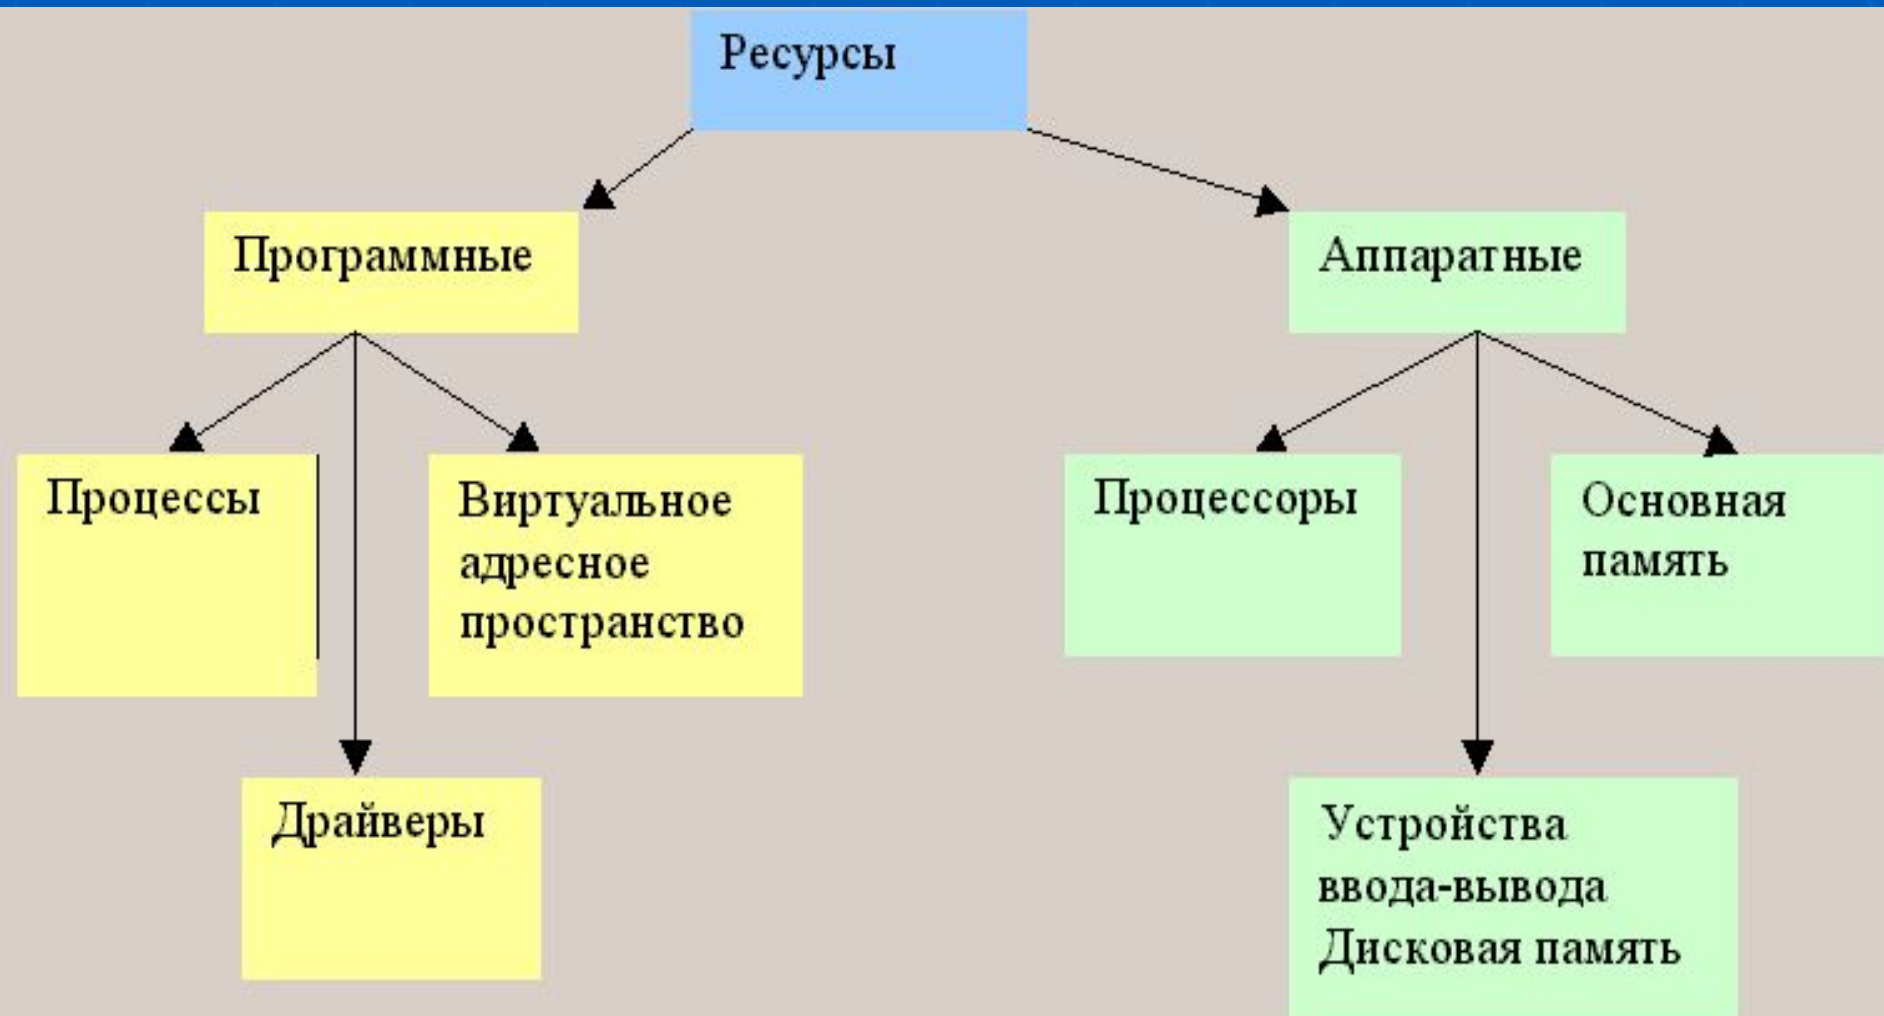 Ресурсы
Программные
Аппаратные
Процессы
Виртуальное
адресное
пространство
Процессоры
Основная
память
Драйверы
Устройства
ввода-вывода
Дисковая память